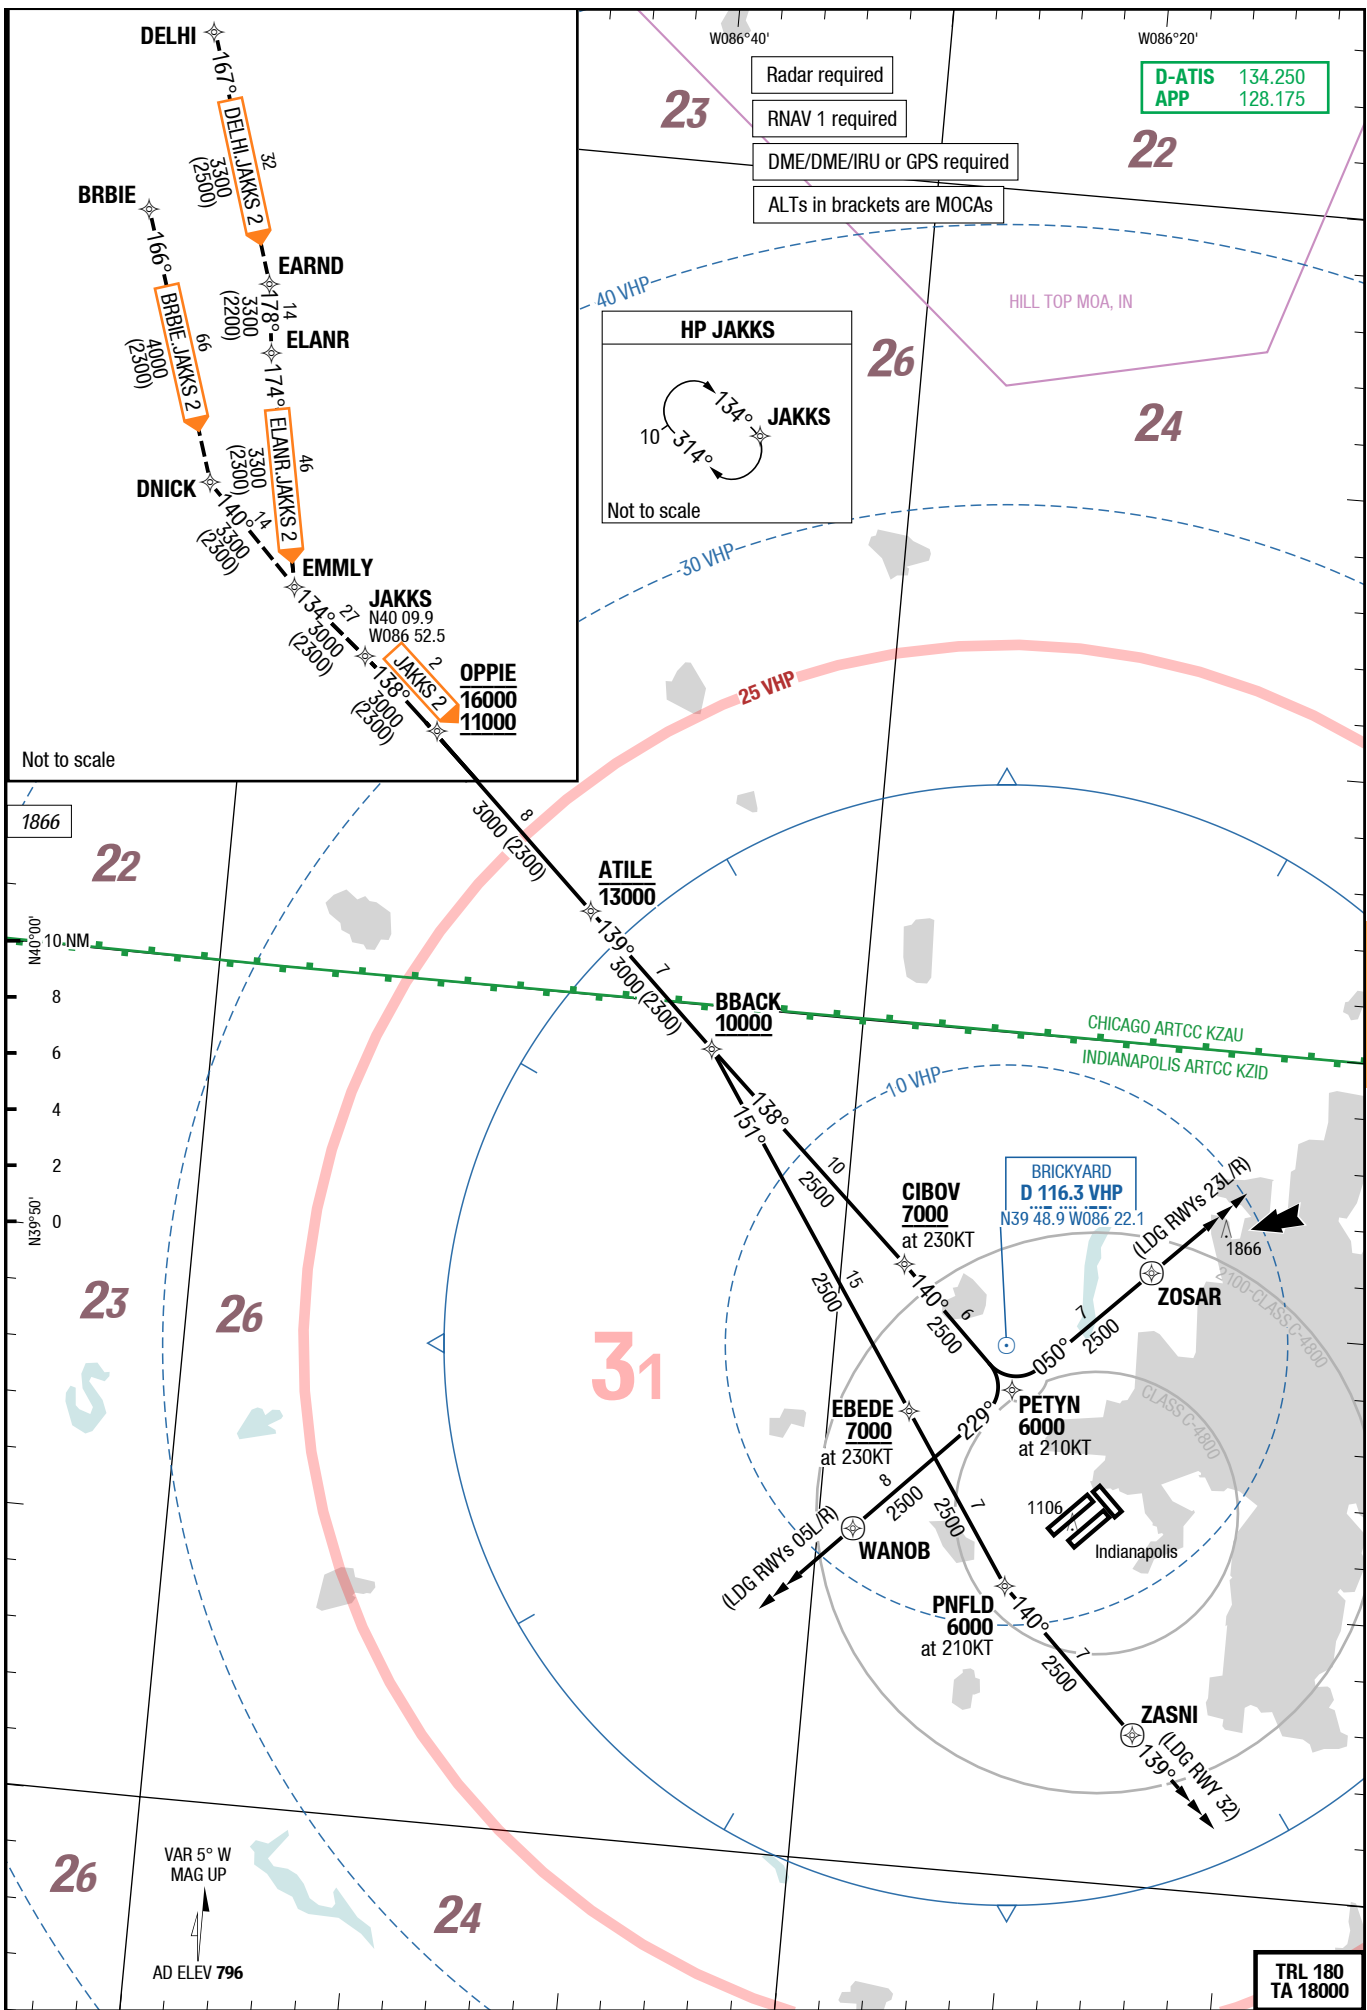 DELHI
167°
DELHI.JAKKS 2
32
3300
(2500)
BRBIE
166°
BRBIE.JAKKS 2
66
4000
(2300)
EARND
178°
14
3300
(2200)
ELANR
174°
ELANR.JAKKS 2
46
3300
(2300)
DNICK
140°
14
3300
(2300)
EMMLY
134°
27
3000
(2300)
JAKKS
N40 09.9
W086 52.5
138°
JAKKS 2
2
3000
(2300)
OPPIE
16000
11000
Not to scale
W086°40'
W086°20'
Radar required
RNAV 1 required
DME/DME/IRU or GPS required
ALTs in brackets are MOCAs
D-ATIS 134.250
APP 128.175
23
22
40 VHP
HILL TOP MOA, IN
HP JAKKS
134°
JAKKS
10
314°
Not to scale
26
24
30 VHP
25 VHP
1866
22
8
3000 (2300)
ATILE
13000
139°
7
3000 (2300)
N40°00'
10 NM
8
6
4
2
0
N39°50'
BBACK
10000
CHICAGO ARTCC KZAU
INDIANAPOLIS ARTCC KZID
10 VHP
138°
151°
10
2500
CIBOV
7000
at 230KT
BRICKYARD
D 116.3 VHP
N39 48.9 W086 22.1
(LDG RWYs 23L/R)
1866
ZOSAR
2100-CLASS C-4800
15
2500
140°
6
2500
050°
7
2500
23
26
31
EBEDE
7000
at 230KT
229°
PETYN
6000
at 210KT
CLASS C-4800
8
2500
7
2500
1106
Indianapolis
(LDG RWYs 05L/R)
WANOB
PNFLD
6000
at 210KT
140°
7
2500
ZASNI
139°
(LDG RWY 32)
26
VAR 5° W
MAG UP
AD ELEV 796
24
TRL 180
TA 18000